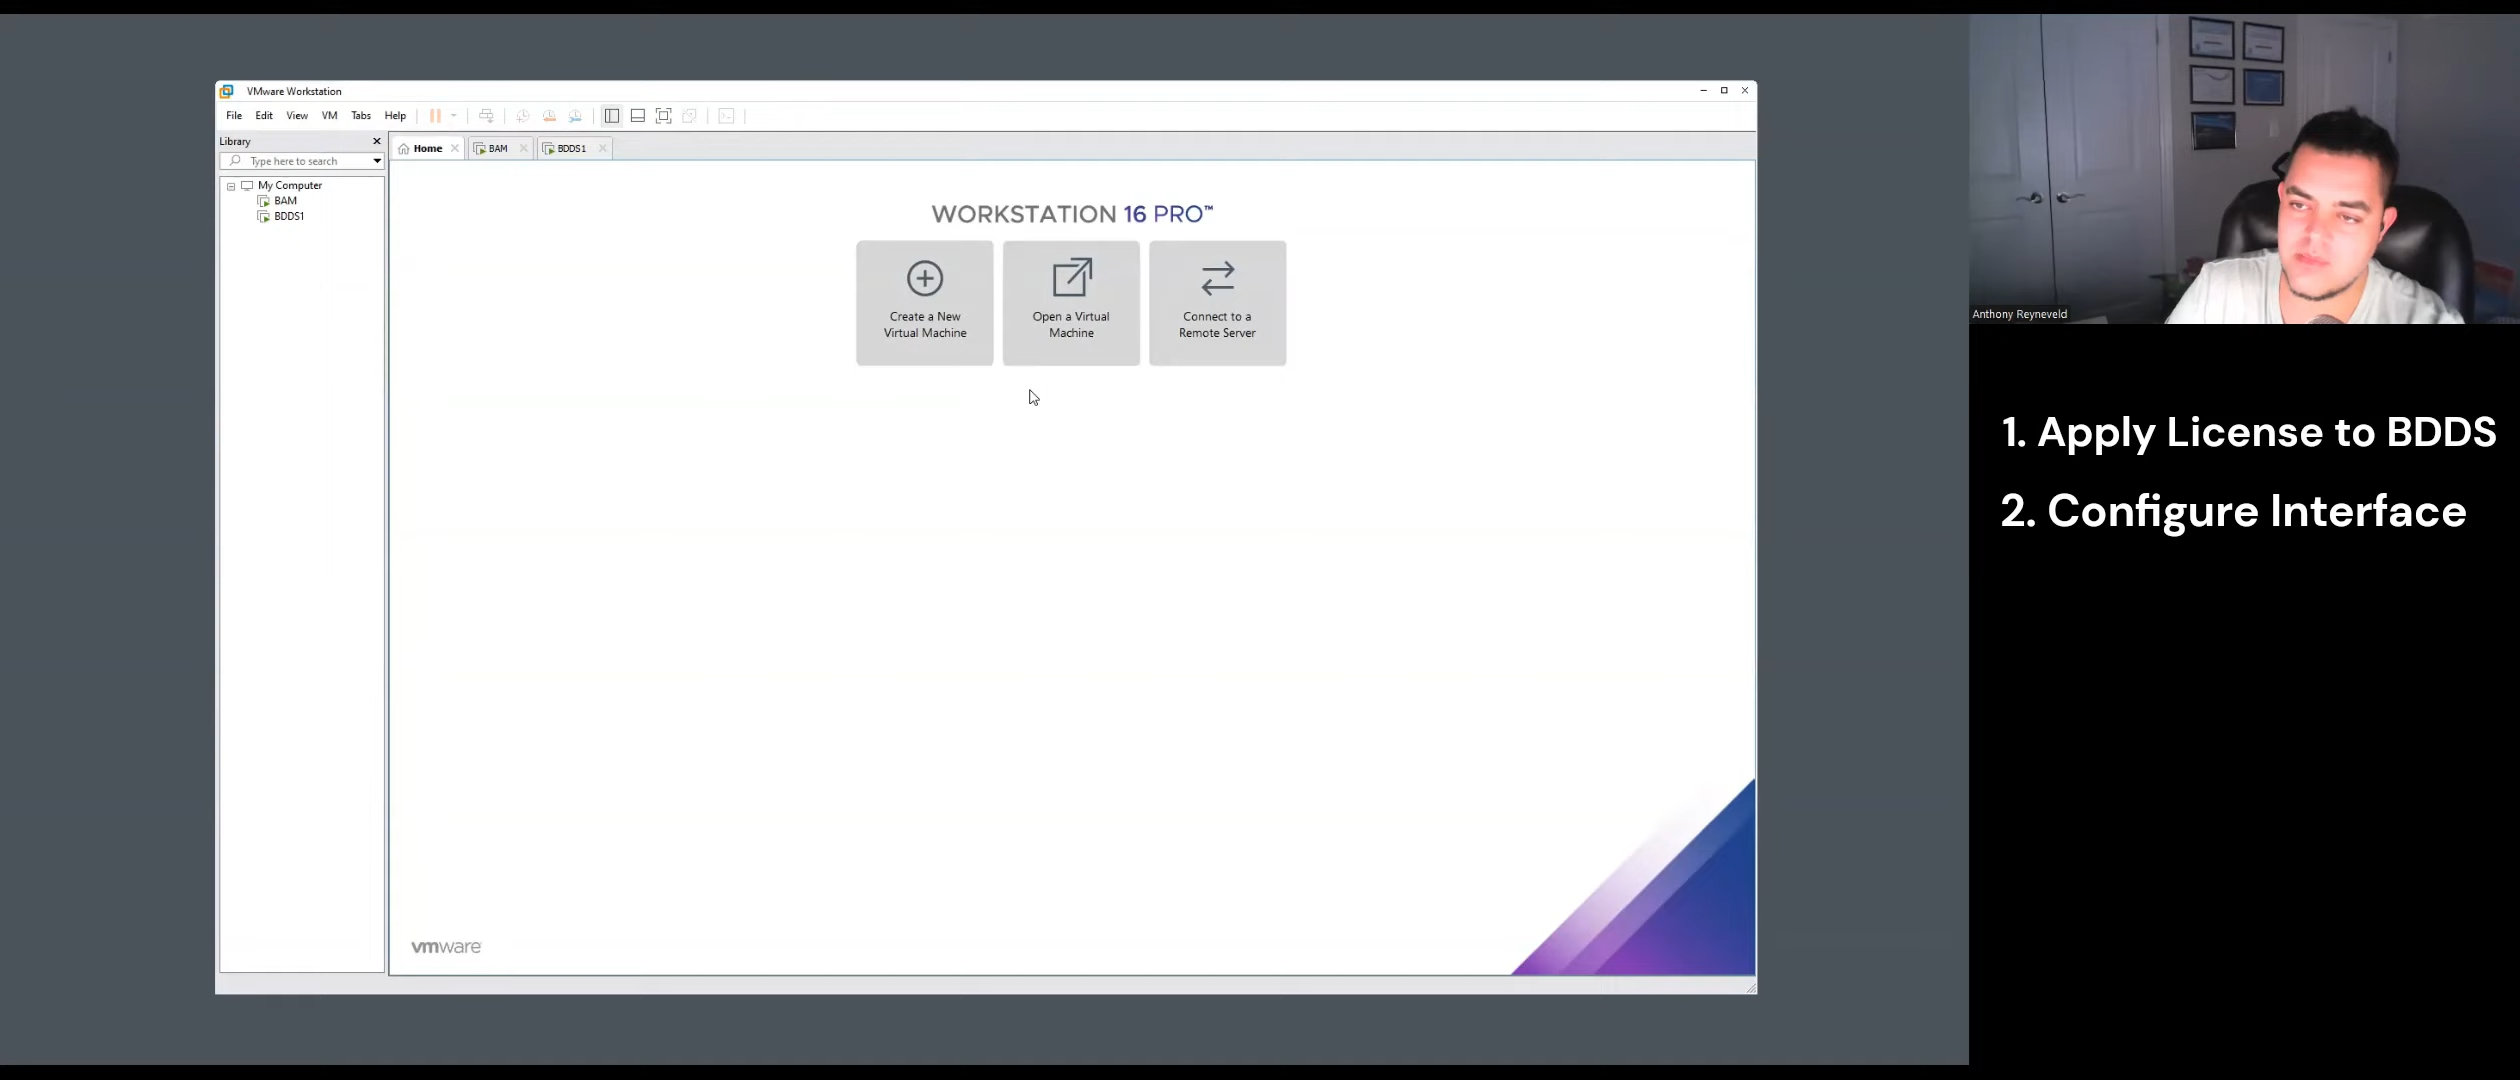 VMware Workstation
File Edit View VM Tabs Help
Library
Type here to search
My Computer
BAM
BDDS1
Home BAM BDDS1
WORKSTATION 16 PRO™
Create a New
Virtual Machine
Open a Virtual
Machine
Connect to a
Remote Server
vmware
Anthony Reyneveld
1. Apply License to BDDS
2. Configure Interface